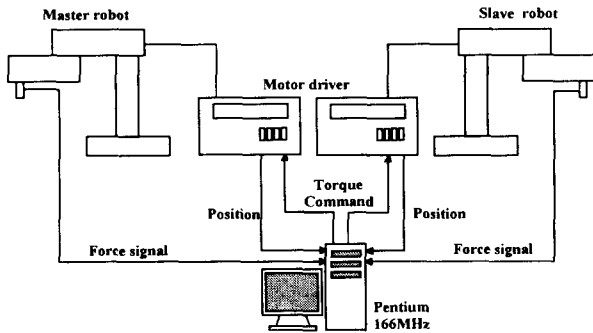 Master robot
Slave robot
Motor driver
Torque
Command
Position
Position
Force signal
Force signal
Pentium
166MHz